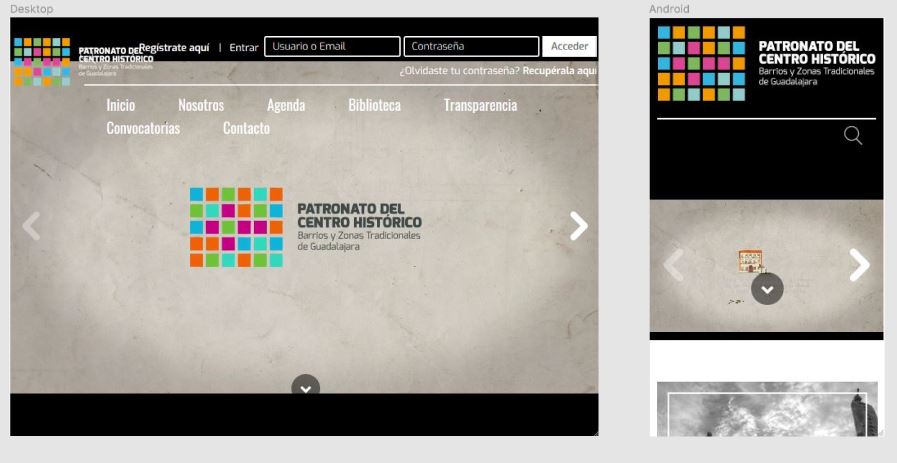 Desktop
PATRONATO DEL
CENTRO HISTÓRICO
Barrios y Zonas Tradicionales
de Guadalajara
Regístrate aquí | Entrar Usuario o Email Contraseña Acceder
¿Olvidaste tu contraseña? Recupérala aquí
Inicio Nosotros Agenda Biblioteca Transparencia
Convocatorias Contacto
PATRONATO DEL
CENTRO HISTÓRICO
Barrios y Zonas Tradicionales
de Guadalajara
Android
PATRONATO DEL
CENTRO HISTÓRICO
Barrios y Zonas Tradicionales
de Guadalajara